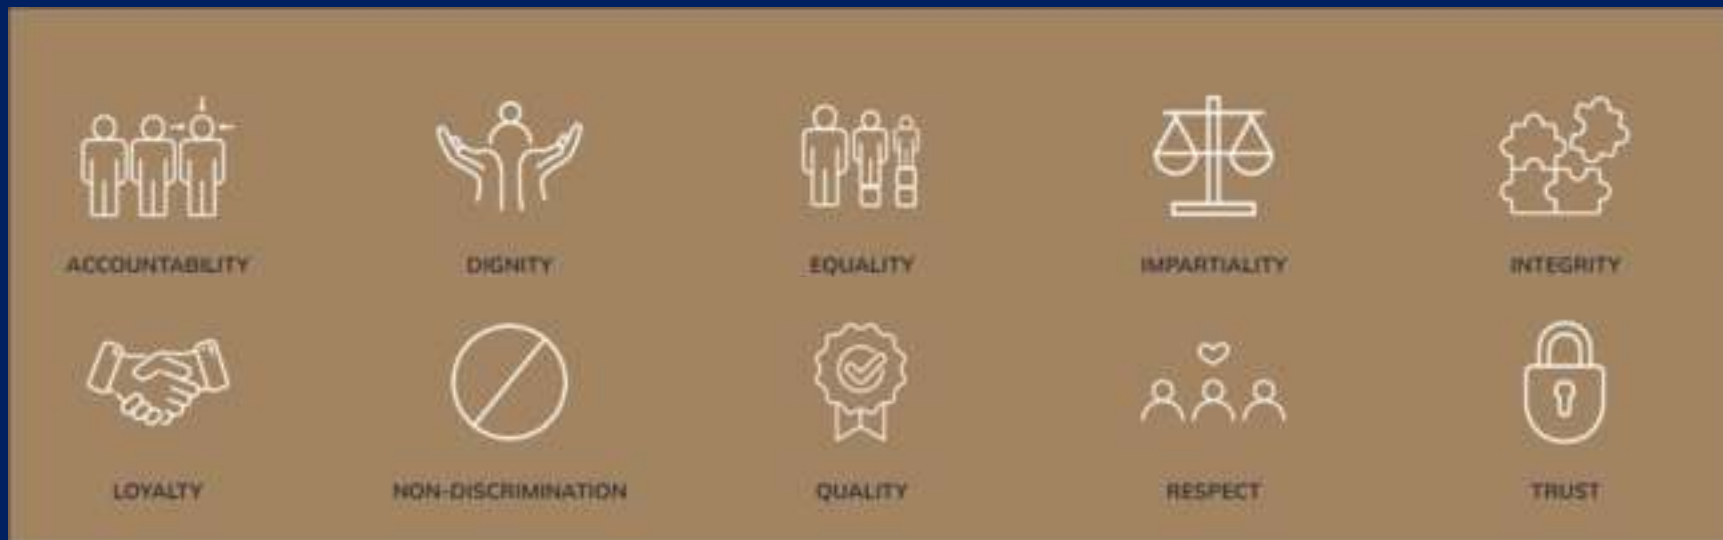 ACCOUNTABILITY
DIGNITY
EQUALITY
IMPARTIALITY
INTEGRITY
LOYALTY
NON-DISCRIMINATION
QUALITY
RESPECT
TRUST